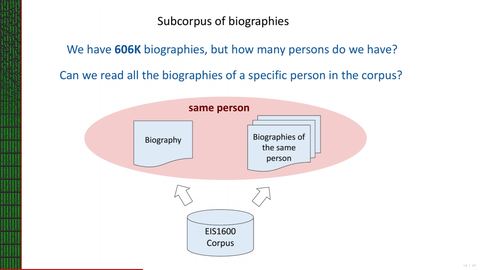 Subcorpus of biographies
We have 606K biographies, but how many persons do we have?
Can we read all the biographies of a specific person in the corpus?
same person
Biography
Biographies of
the same
person
EIS1600
Corpus